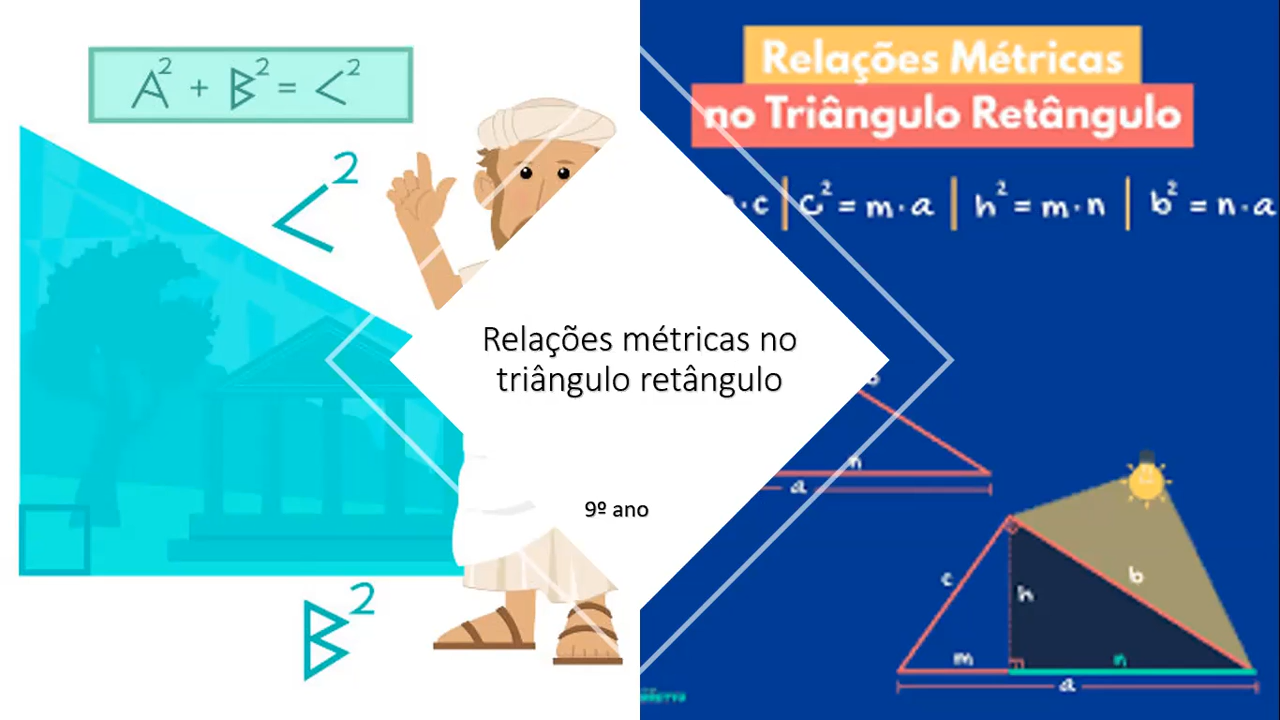 A² + B² = C²
C²
B²
Relações Métricas
no Triângulo Retângulo
· c | c² = m · a | h² = m · n | b² = n · a
Relações métricas no
triângulo retângulo
9º ano
n
a
c
h
b
m
n
a